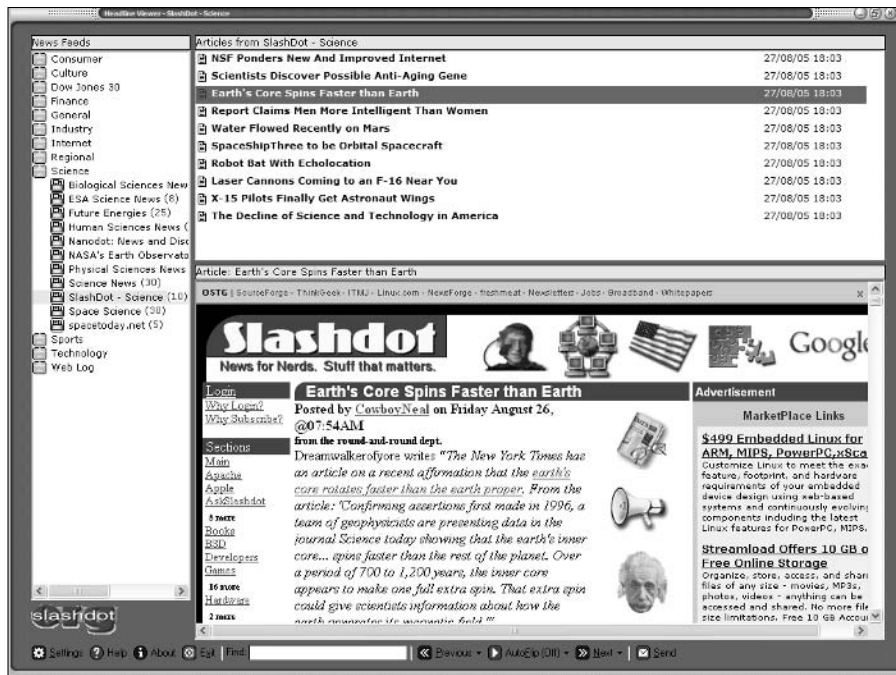 Headline Viewer - SlashDot - Science
News Feeds
Consumer
Culture
Dow Jones 30
Finance
General
Industry
Internet
Regional
Science
Biological Sciences New
ESA Science News (8)
Future Energies (25)
Human Sciences News (
Nanodot: News and Disc
NASA's Earth Observato
Physical Sciences News
Science News (30)
SlashDot - Science (10)
Space Science (30)
spacetoday.net (5)
Sports
Technology
Web Log
Articles from SlashDot - Science
NSF Ponders New And Improved Internet 27/08/05 18:03
Scientists Discover Possible Anti-Aging Gene 27/08/05 18:03
Earth's Core Spins Faster than Earth 27/08/05 18:03
Report Claims Men More Intelligent Than Women 27/08/05 18:03
Water Flowed Recently on Mars 27/08/05 18:03
SpaceShipThree to be Orbital Spacecraft 27/08/05 18:03
Robot Bat With Echolocation 27/08/05 18:03
Laser Cannons Coming to an F-16 Near You 27/08/05 18:03
X-15 Pilots Finally Get Astronaut Wings 27/08/05 18:03
The Decline of Science and Technology in America 27/08/05 18:03
Article: Earth's Core Spins Faster than Earth
OSTG | SourceForge - ThinkGeek - ITMJ - Linux.com - NewsForge - freshmeat - Newsletters - Jobs - Broadband - Whitepapers x
Slashdot
News for Nerds. Stuff that matters.
Google
Login
Why Login?
Why Subscribe?
Sections
Main
Apache
Apple
AskSlashdot
8 more
Books
BSD
Developers
Games
16 more
Hardware
2 more
Earth's Core Spins Faster than Earth
Posted by CowboyNeal on Friday August 26,
@07:54AM
from the round-and-round dept.
Dreamwalkerofyore writes "The New York Times has
an article on a recent affirmation that the earth's
core rotates faster than the earth proper. From the
article: 'Confirming assertions first made in 1996, a
team of geophysicists are presenting data in the
journal Science today showing that the earth's inner
core... spins faster than the rest of the planet. Over
a period of 700 to 1,200 years, the inner core
appears to make one full extra spin. That extra spin
could give scientists information about how the
earth generates its magnetic field.'"
Advertisement
MarketPlace Links
$499 Embedded Linux for
ARM, MIPS, PowerPC,xSca
Customize Linux to meet the exa
feature, footprint, and hardware
requirements of your embedded
device design using web-based
systems and continuously evolving
components including the latest
Linux features for PowerPC, MIPS,
Streamload Offers 10 GB o
Free Online Storage
Organize, store, access, and shar
files of any size - movies, MP3s,
photos, videos - anything can be
accessed and shared. No more file
size limitations. Free 10 GB Accou
slashdot
org
Settings Help About Exit Find: Previous AutoFlip (Off) Next Send